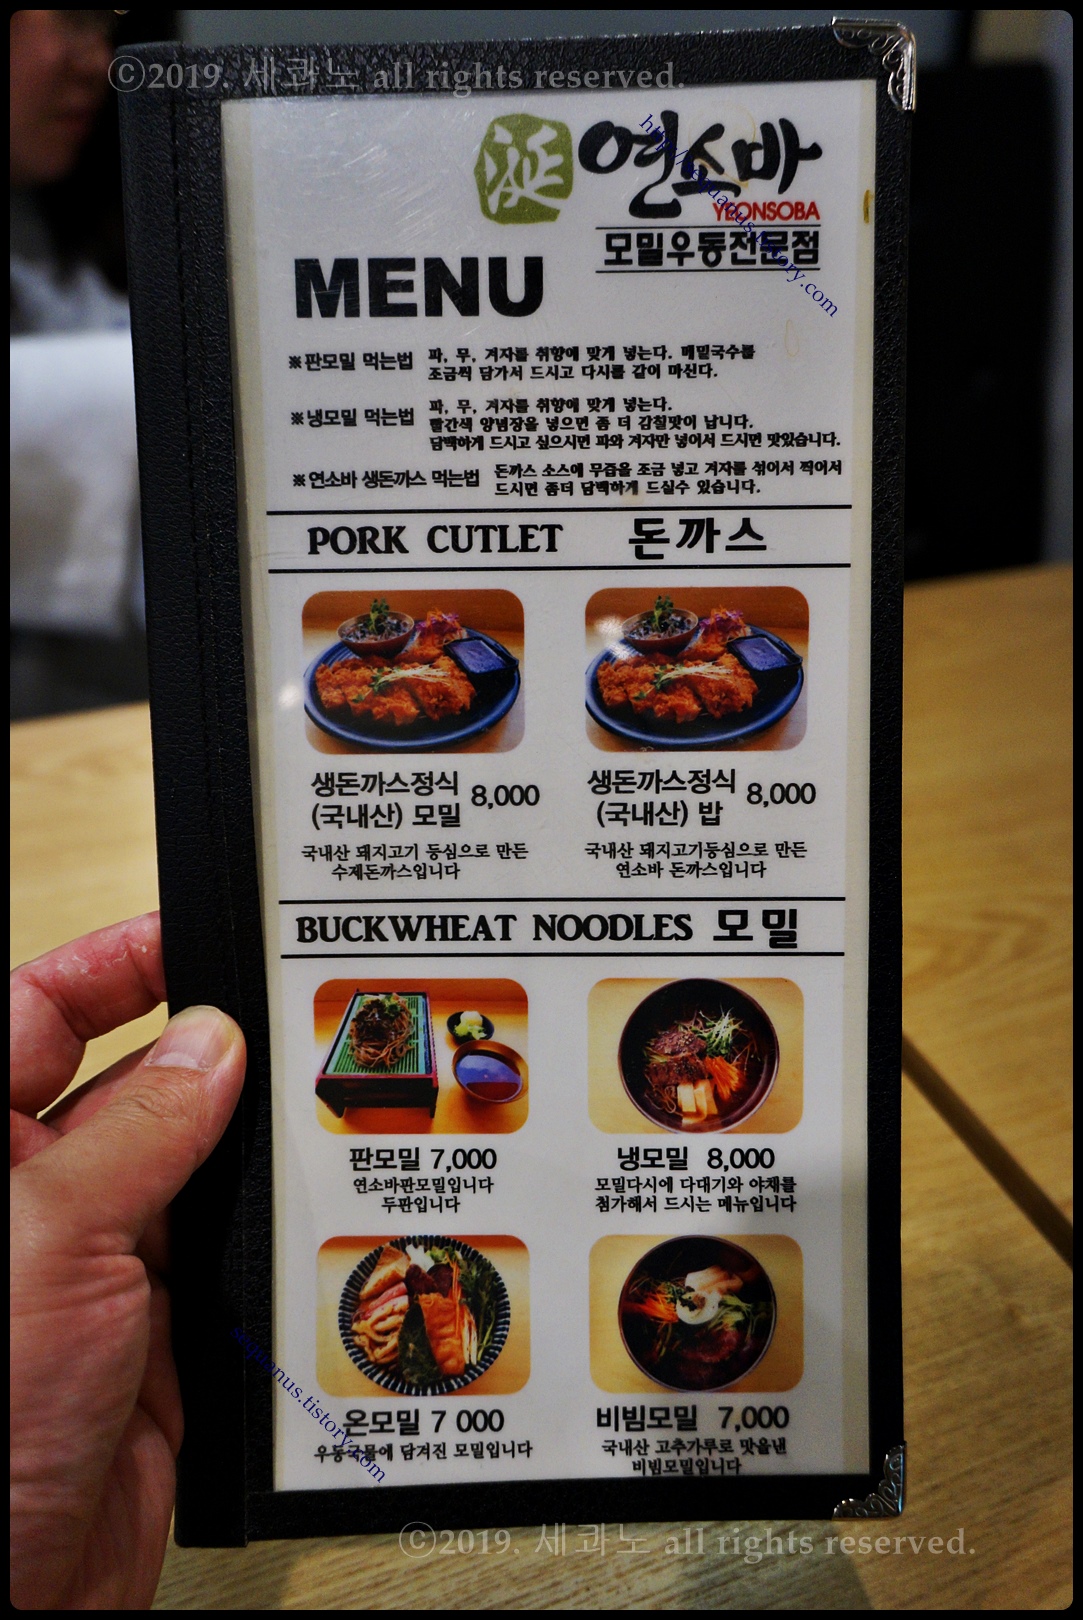 ©2019. 세콰노 all rights reserved.
涎 연소바
YEONSOBA
모밀우동전문점
MENU
※판모밀 먹는법 파, 무, 겨자를 취향에 맞게 넣는다. 메밀국수를
조금씩 담가서 드시고 다시를 같이 마신다.
※냉모밀 먹는법 파, 무, 겨자를 취향에 맞게 넣는다.
빨간색 양념장을 넣으면 좀 더 감칠맛이 납니다.
담백하게 드시고 싶으시면 파와 겨자만 넣어서 드시면 맛있습니다.
※연소바 생돈까스 먹는법 돈까스 소스에 무즙을 조금 넣고 겨자를 섞어서 찍어서
드시면 좀더 담백하게 드실수 있습니다.
PORK CUTLET 돈까스
생돈까스정식
(국내산) 모밀 8,000
국내산 돼지고기 등심으로 만든
수제돈까스입니다
생돈까스정식
(국내산) 밥 8,000
국내산 돼지고기등심으로 만든
연소바 돈까스입니다
BUCKWHEAT NOODLES 모밀
판모밀 7,000
연소바판모밀입니다
두판입니다
냉모밀 8,000
모밀다시에 다대기와 야채를
첨가해서 드시는 메뉴입니다
온모밀 7 000
우동국물에 담겨진 모밀입니다
비빔모밀 7,000
국내산 고추가루로 맛을낸
비빔모밀입니다
sequanus.tistory.com
©2019. 세콰노 all rights reserved.